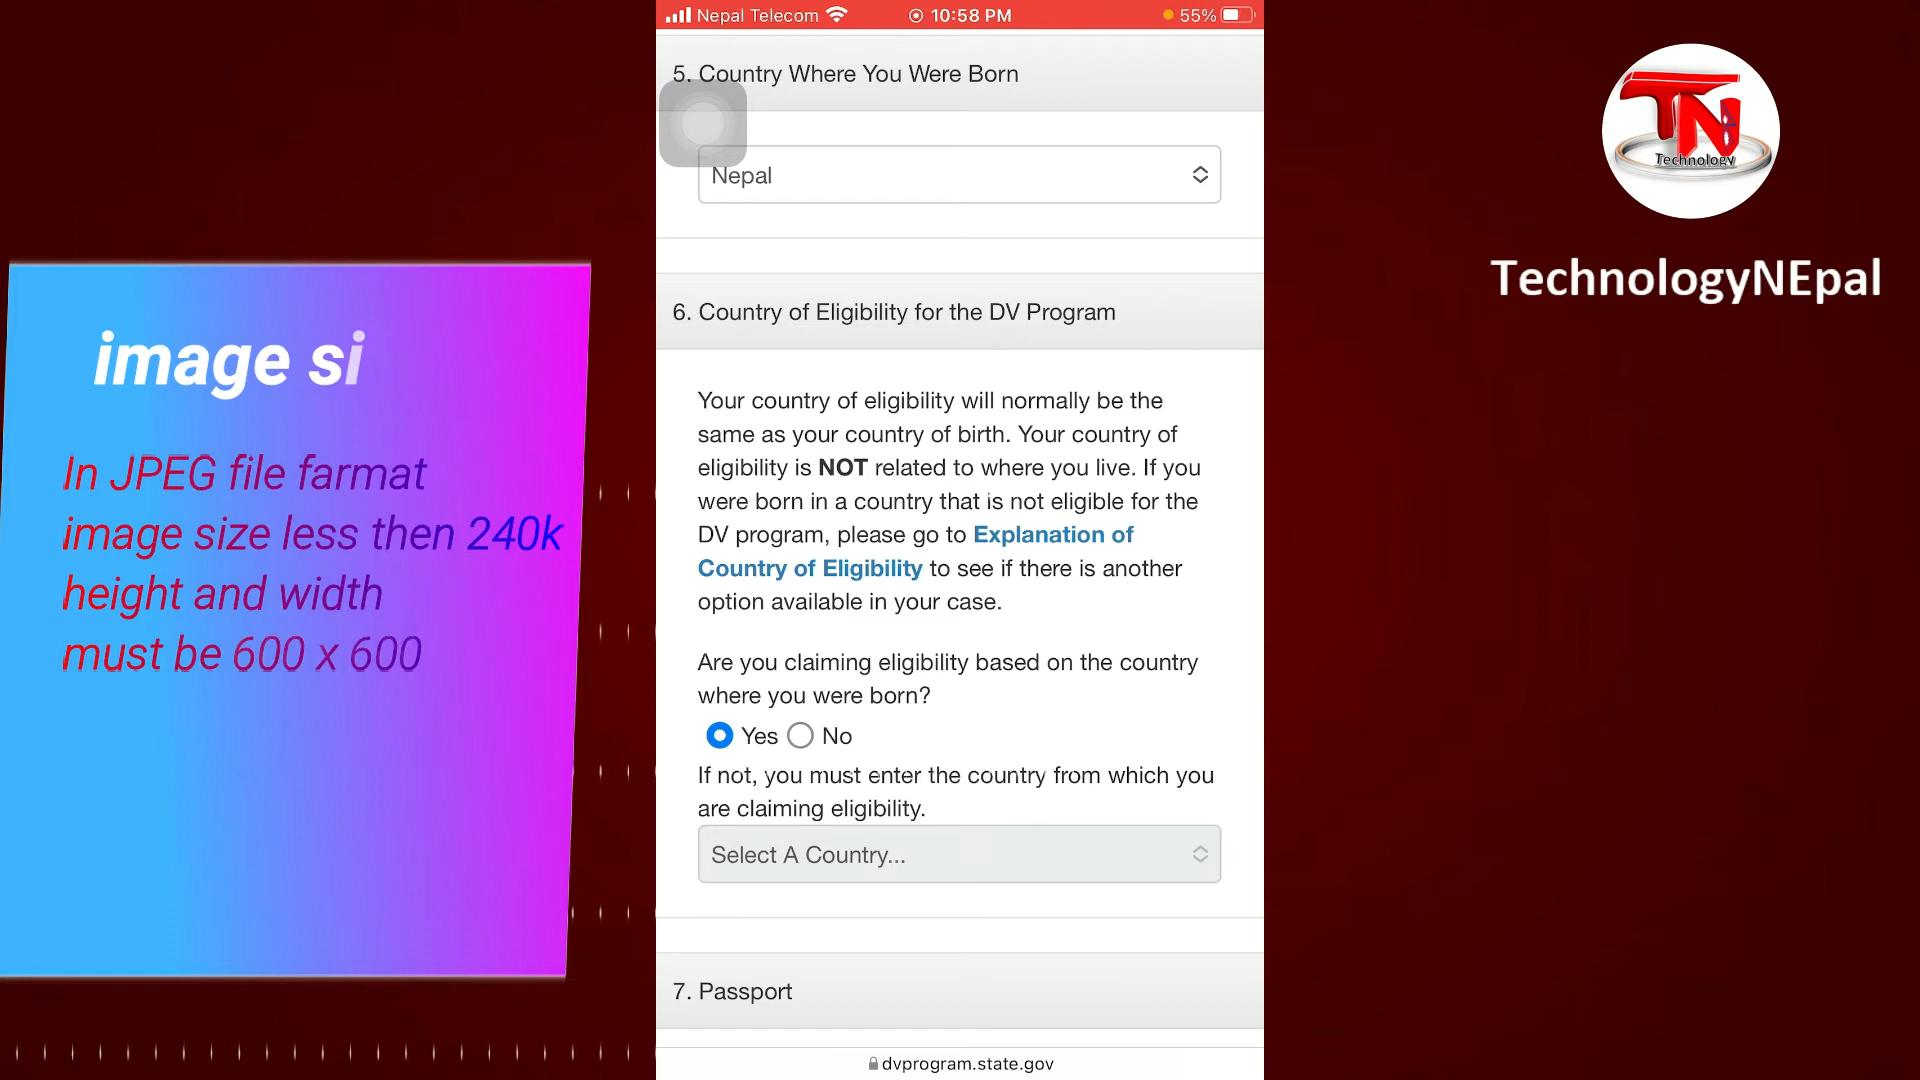 Nepal Telecom
10:58 PM
55%
5. Country Where You Were Born
Nepal
6. Country of Eligibility for the DV Program
Your country of eligibility will normally be the
same as your country of birth. Your country of
eligibility is NOT related to where you live. If you
were born in a country that is not eligible for the
DV program, please go to Explanation of
Country of Eligibility to see if there is another
option available in your case.
Are you claiming eligibility based on the country
where you were born?
Yes No
If not, you must enter the country from which you
are claiming eligibility.
Select A Country...
7. Passport
dvprogram.state.gov
image si
In JPEG file farmat
image size less then 240k
height and width
must be 600 x 600
TN
Technology
TechnologyNEpal